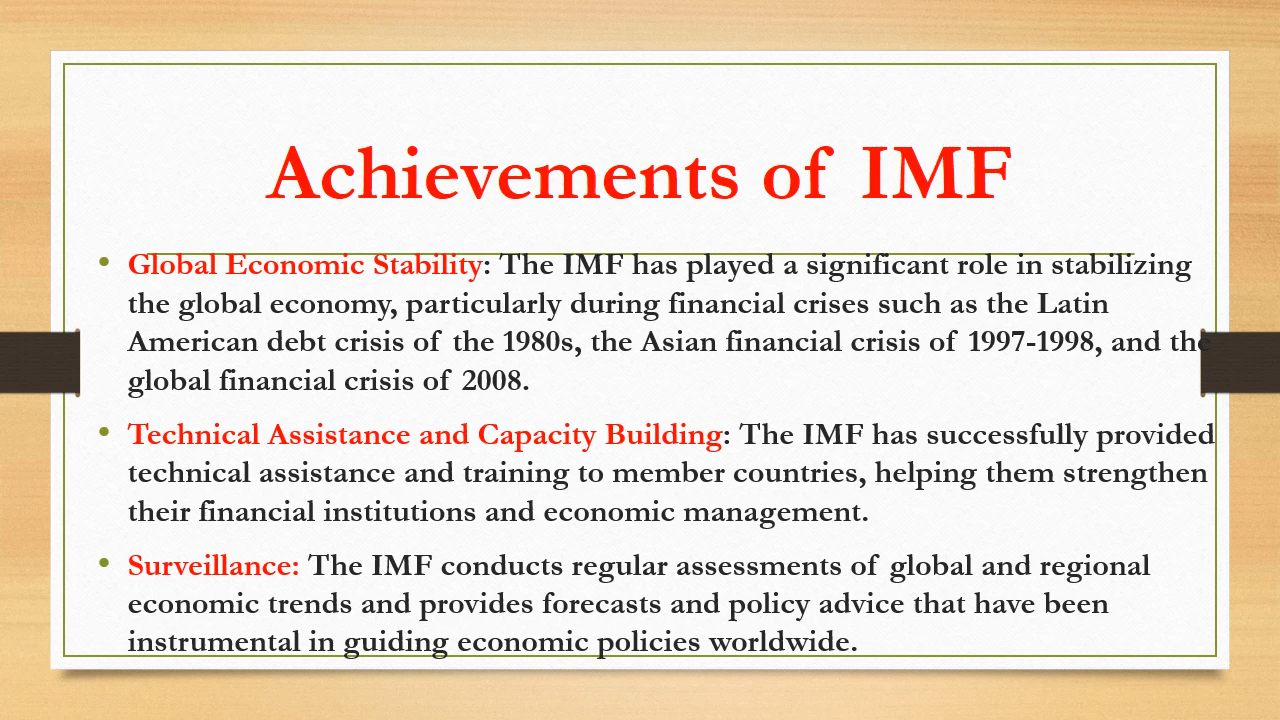 Achievements of IMF
• Global Economic Stability: The IMF has played a significant role in stabilizing
the global economy, particularly during financial crises such as the Latin
American debt crisis of the 1980s, the Asian financial crisis of 1997-1998, and the
global financial crisis of 2008.
• Technical Assistance and Capacity Building: The IMF has successfully provided
technical assistance and training to member countries, helping them strengthen
their financial institutions and economic management.
• Surveillance: The IMF conducts regular assessments of global and regional
economic trends and provides forecasts and policy advice that have been
instrumental in guiding economic policies worldwide.